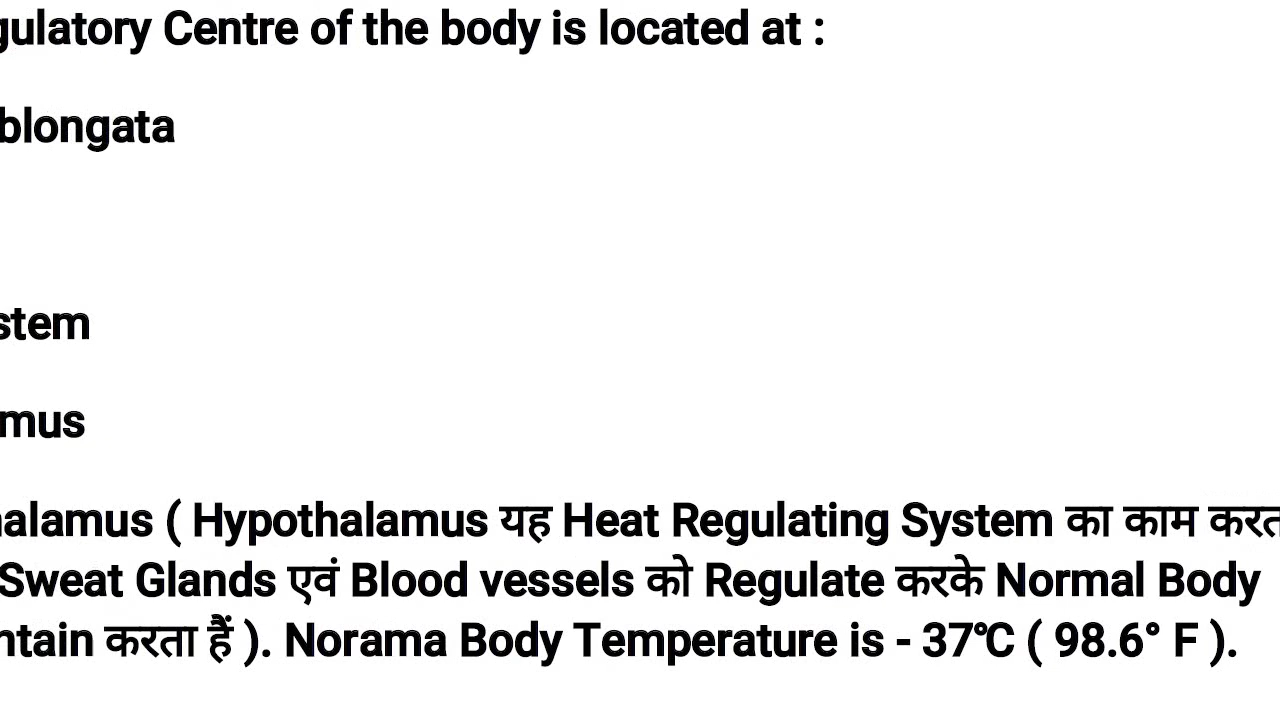 gulatory Centre of the body is located at :
blongata
stem
mus
halamus ( Hypothalamus यह Heat Regulating System का काम करत
Sweat Glands एवं Blood vessels को Regulate करके Normal Body
ntain करता हैं ). Norama Body Temperature is - 37℃ ( 98.6° F ).